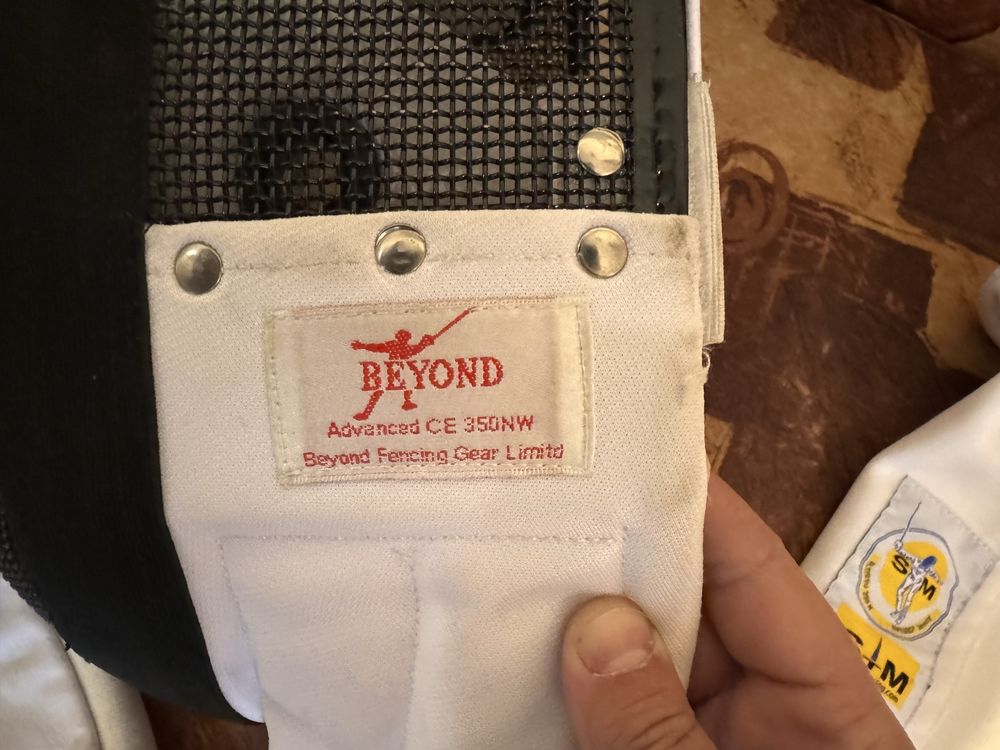 BEYOND
Advanced CE 350NW
Beyond Fencing Gear Limitd
S M